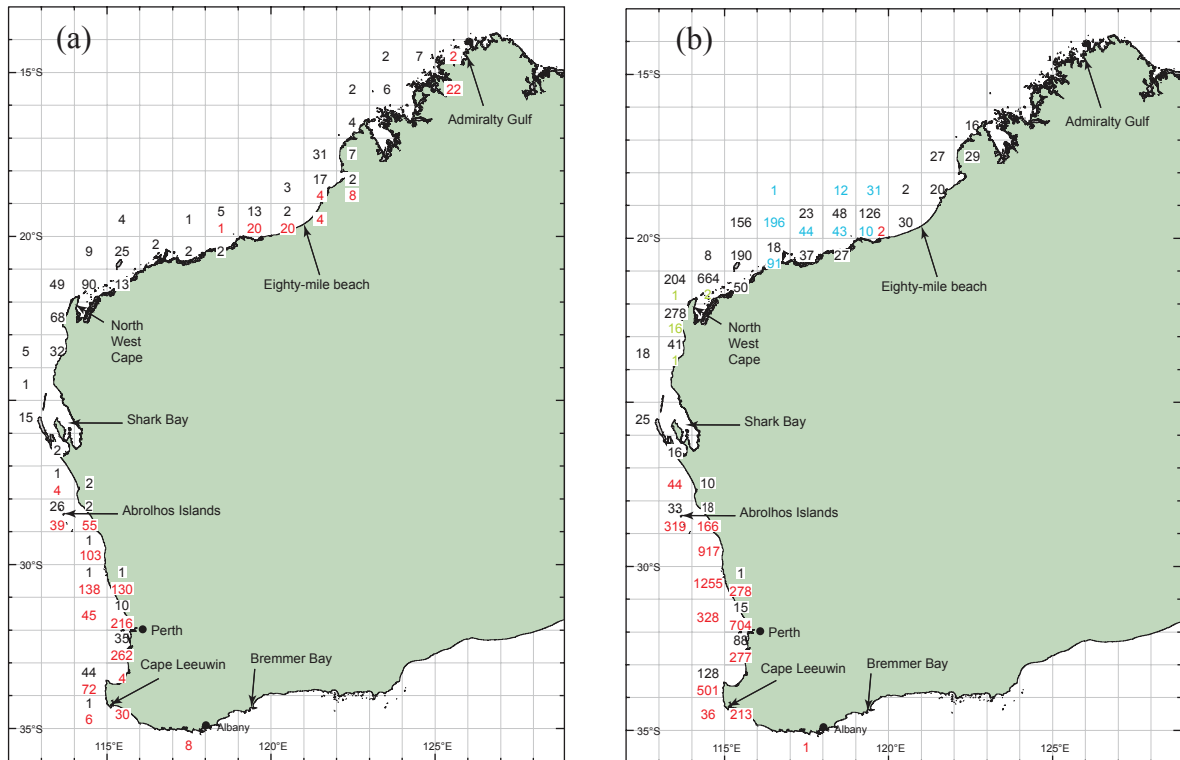 (a)
2 7 2
15°S
2 6 22
Admiralty Gulf
4
31 7
17 2
3 4 8
4 1 5 13 2 4
1 20 20
20°S
9 25 2 2 2
Eighty-mile beach
49 90 13
68
North
West
Cape
5 32
1
15
Shark Bay
2
1 2
4
26 2
Abrolhos Islands
39 55
1
103
30°S
1 1
138 130
10
45 216
Perth
35
262
Cape Leeuwin
Bremmer Bay
44 4
72
1
6 30
35°S
Albany
8
115°E 120°E 125°E
(b)
15°S
Admiralty Gulf
16
27 29
1 12 31 2 20
156 196 23 48 126 30
44 43 10 2
20°S
8 190 18 37 27
91
Eighty-mile beach
204 664 50
1 2
278
16
North
West
Cape
18 41
1
25
Shark Bay
16
44 10
33 18
Abrolhos Islands
319 166
917
30°S
1
1255 278
15
328 704
Perth
88
277
Cape Leeuwin
Bremmer Bay
128
501
36 213
35°S
Albany
1
115°E 120°E 125°E